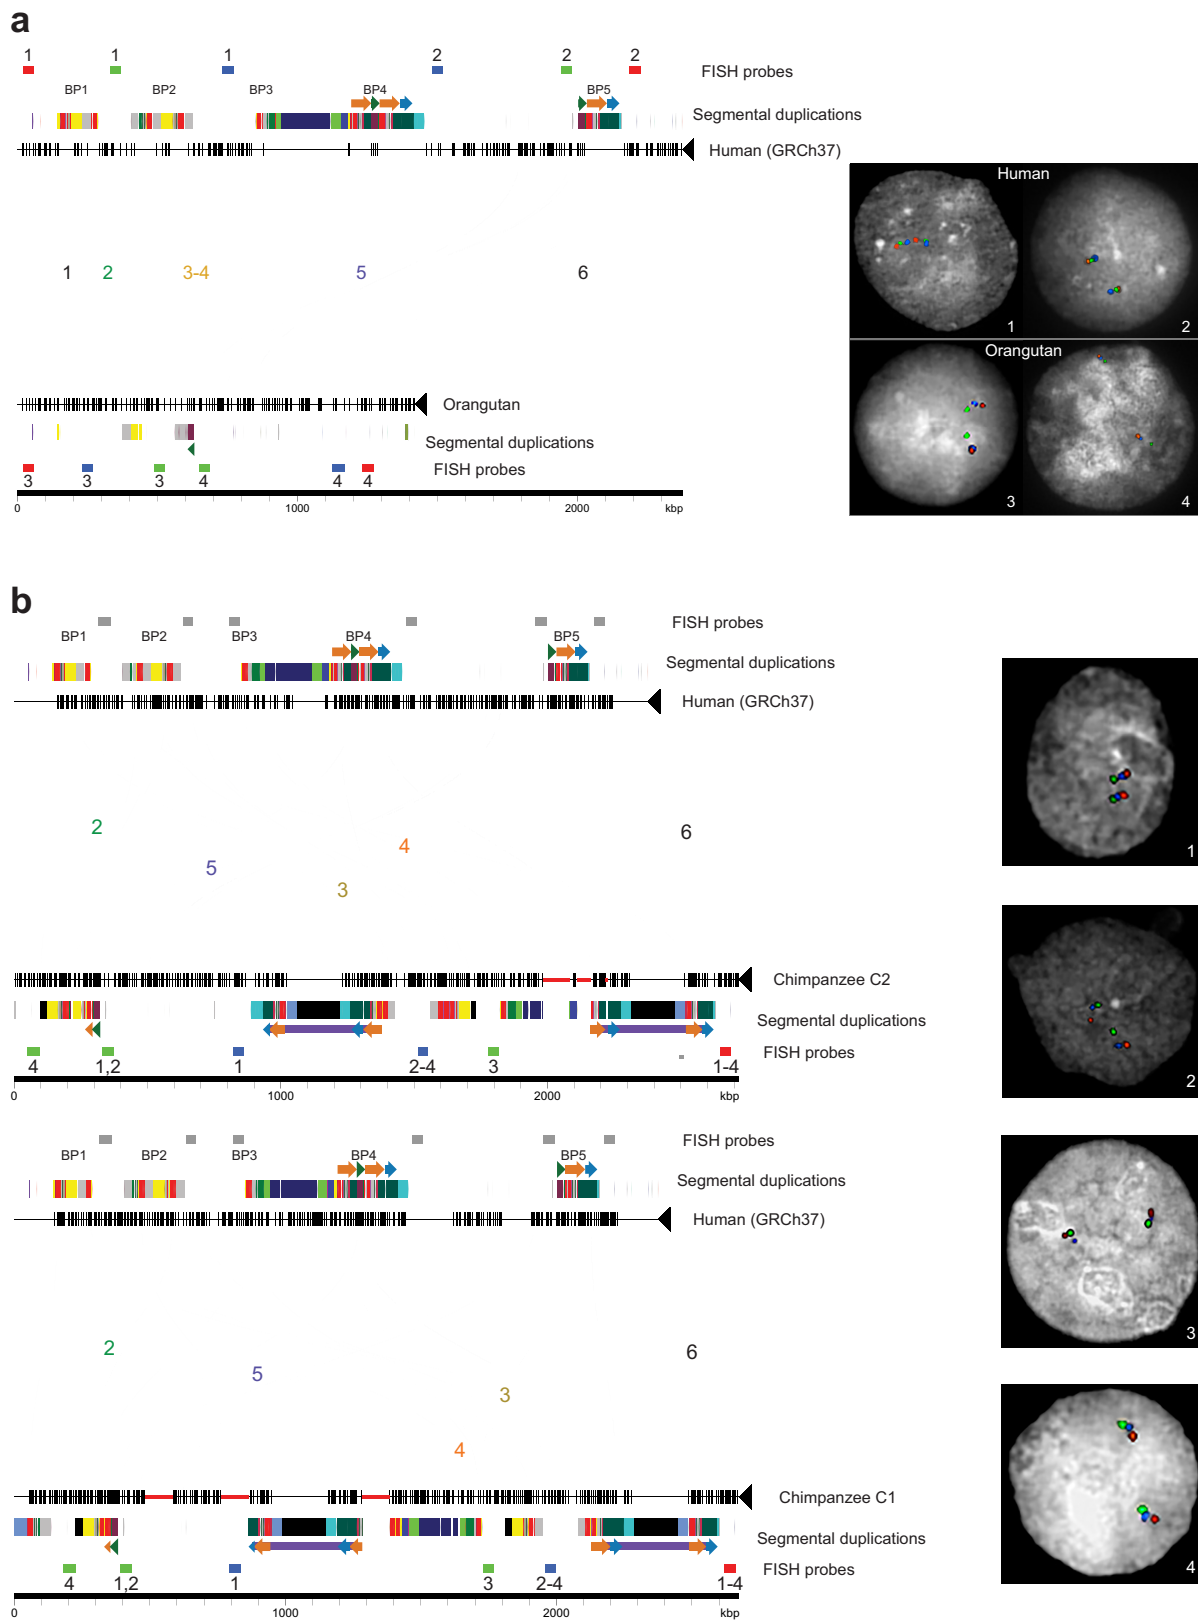 a
1 1 1 2 2 2
FISH probes
BP1 BP2 BP3 BP4 BP5
Segmental duplications
Human (GRCh37)
1 2 3-4 5 6
Orangutan
Segmental duplications
FISH probes
3 3 3 4 4 4
0 1000 2000 kbp
Human
1 2
Orangutan
3 4
b
FISH probes
BP1 BP2 BP3 BP4 BP5
Segmental duplications
Human (GRCh37)
2 5 3 4 6
Chimpanzee C2
Segmental duplications
FISH probes
4 1,2 1 2-4 3 1-4
0 1000 2000 kbp
1
2
FISH probes
BP1 BP2 BP3 BP4 BP5
Segmental duplications
Human (GRCh37)
2 5 4 3 6
Chimpanzee C1
Segmental duplications
FISH probes
4 1,2 1 3 2-4 1-4
0 1000 2000 kbp
3
4